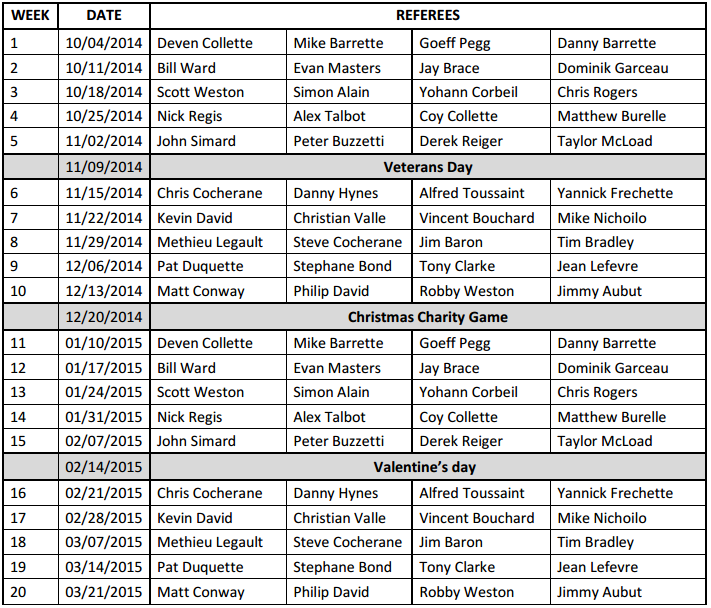 WEEK DATE REFEREES
1 10/04/2014 Deven Collette Mike Barrette Goeff Pegg Danny Barrette
2 10/11/2014 Bill Ward Evan Masters Jay Brace Dominik Garceau
3 10/18/2014 Scott Weston Simon Alain Yohann Corbeil Chris Rogers
4 10/25/2014 Nick Regis Alex Talbot Coy Collette Matthew Burelle
5 11/02/2014 John Simard Peter Buzzetti Derek Reiger Taylor McLoad
11/09/2014 Veterans Day
6 11/15/2014 Chris Cocherane Danny Hynes Alfred Toussaint Yannick Frechette
7 11/22/2014 Kevin David Christian Valle Vincent Bouchard Mike Nichoilo
8 11/29/2014 Methieu Legault Steve Cocherane Jim Baron Tim Bradley
9 12/06/2014 Pat Duquette Stephane Bond Tony Clarke Jean Lefevre
10 12/13/2014 Matt Conway Philip David Robby Weston Jimmy Aubut
12/20/2014 Christmas Charity Game
11 01/10/2015 Deven Collette Mike Barrette Goeff Pegg Danny Barrette
12 01/17/2015 Bill Ward Evan Masters Jay Brace Dominik Garceau
13 01/24/2015 Scott Weston Simon Alain Yohann Corbeil Chris Rogers
14 01/31/2015 Nick Regis Alex Talbot Coy Collette Matthew Burelle
15 02/07/2015 John Simard Peter Buzzetti Derek Reiger Taylor McLoad
02/14/2015 Valentine’s day
16 02/21/2015 Chris Cocherane Danny Hynes Alfred Toussaint Yannick Frechette
17 02/28/2015 Kevin David Christian Valle Vincent Bouchard Mike Nichoilo
18 03/07/2015 Methieu Legault Steve Cocherane Jim Baron Tim Bradley
19 03/14/2015 Pat Duquette Stephane Bond Tony Clarke Jean Lefevre
20 03/21/2015 Matt Conway Philip David Robby Weston Jimmy Aubut